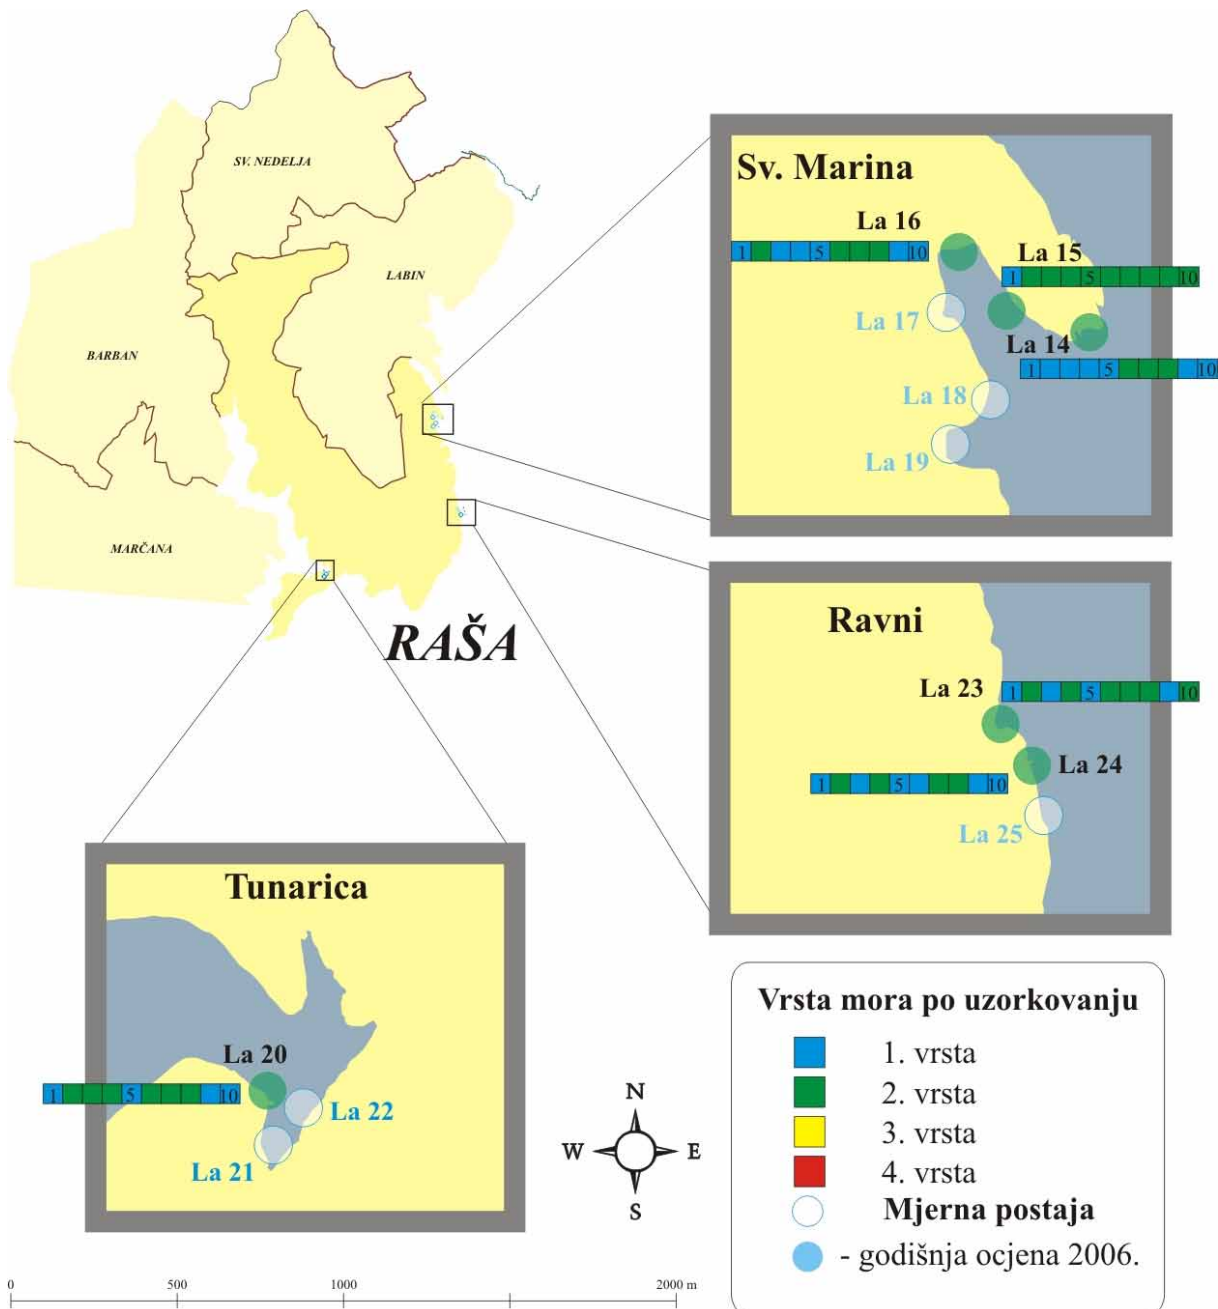 SV. NEDELJA
LABIN
BARBAN
MARČANA
RAŠA
Sv. Marina
La 16
1 5 10
La 15
1 5 10
La 17
La 14
1 5 10
La 18
La 19
Ravni
La 23
1 5 10
La 24
1 5 10
La 25
Tunarica
La 20
1 5 10
La 22
La 21
N
W E
S
Vrsta mora po uzorkovanju
1. vrsta
2. vrsta
3. vrsta
4. vrsta
Mjerna postaja
- godišnja ocjena 2006.
0 500 1000 2000 m